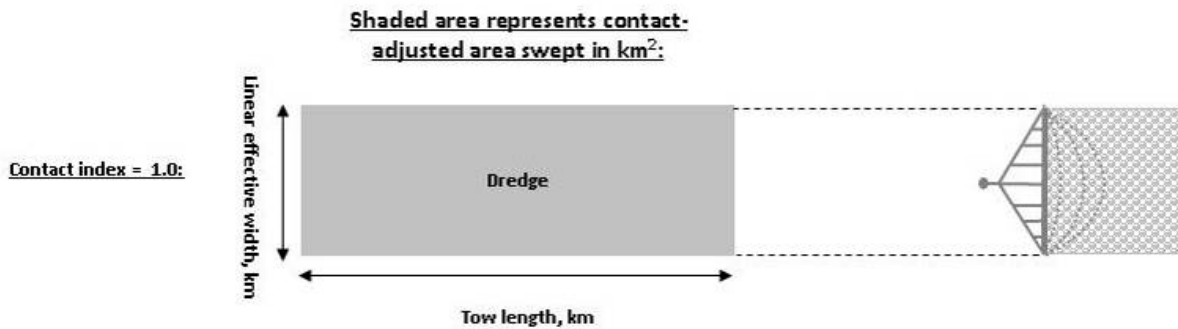 Shaded area represents contact-
adjusted area swept in km²:
Linear effective width, km
Contact index = 1.0:
Dredge
Tow length, km